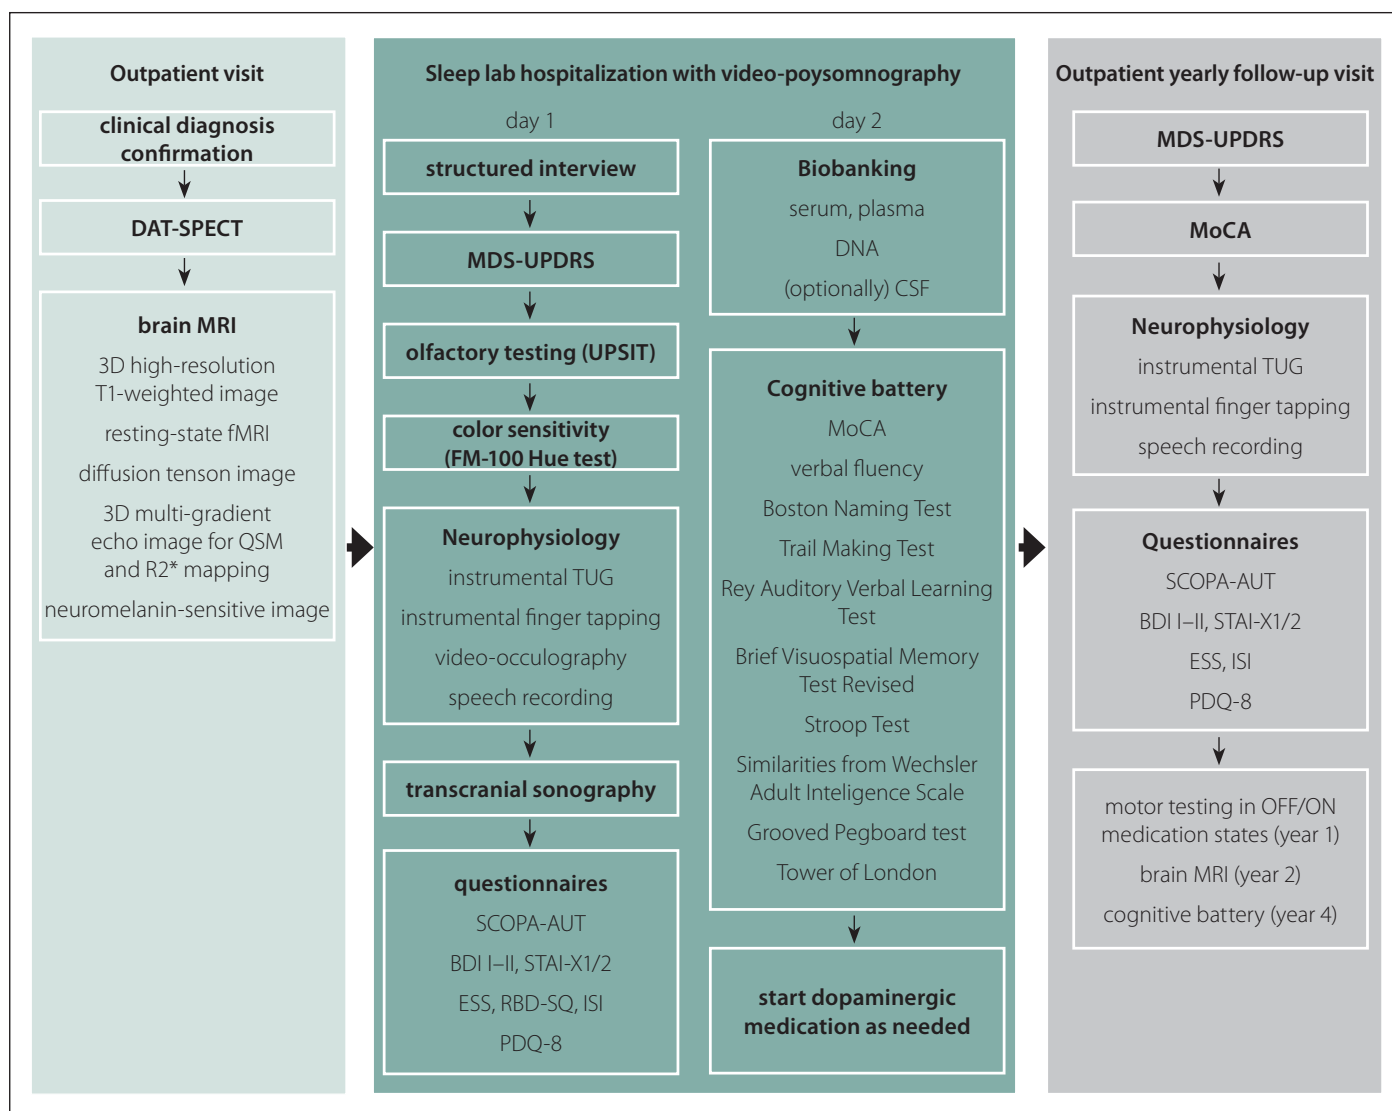 Outpatient visit
clinical diagnosis
confirmation
DAT-SPECT
brain MRI
3D high-resolution
T1-weighted image
resting-state fMRI
diffusion tenson image
3D multi-gradient
echo image for QSM
and R2* mapping
neuromelanin-sensitive image
Sleep lab hospitalization with video-poysomnography
day 1
structured interview
MDS-UPDRS
olfactory testing (UPSIT)
color sensitivity
(FM-100 Hue test)
Neurophysiology
instrumental TUG
instrumental finger tapping
video-occulography
speech recording
transcranial sonography
questionnaires
SCOPA-AUT
BDI I–II, STAI-X1/2
ESS, RBD-SQ, ISI
PDQ-8
day 2
Biobanking
serum, plasma
DNA
(optionally) CSF
Cognitive battery
MoCA
verbal fluency
Boston Naming Test
Trail Making Test
Rey Auditory Verbal Learning
Test
Brief Visuospatial Memory
Test Revised
Stroop Test
Similarities from Wechsler
Adult Inteligence Scale
Grooved Pegboard test
Tower of London
start dopaminergic
medication as needed
Outpatient yearly follow-up visit
MDS-UPDRS
MoCA
Neurophysiology
instrumental TUG
instrumental finger tapping
speech recording
Questionnaires
SCOPA-AUT
BDI I–II, STAI-X1/2
ESS, ISI
PDQ-8
motor testing in OFF/ON
medication states (year 1)
brain MRI (year 2)
cognitive battery (year 4)